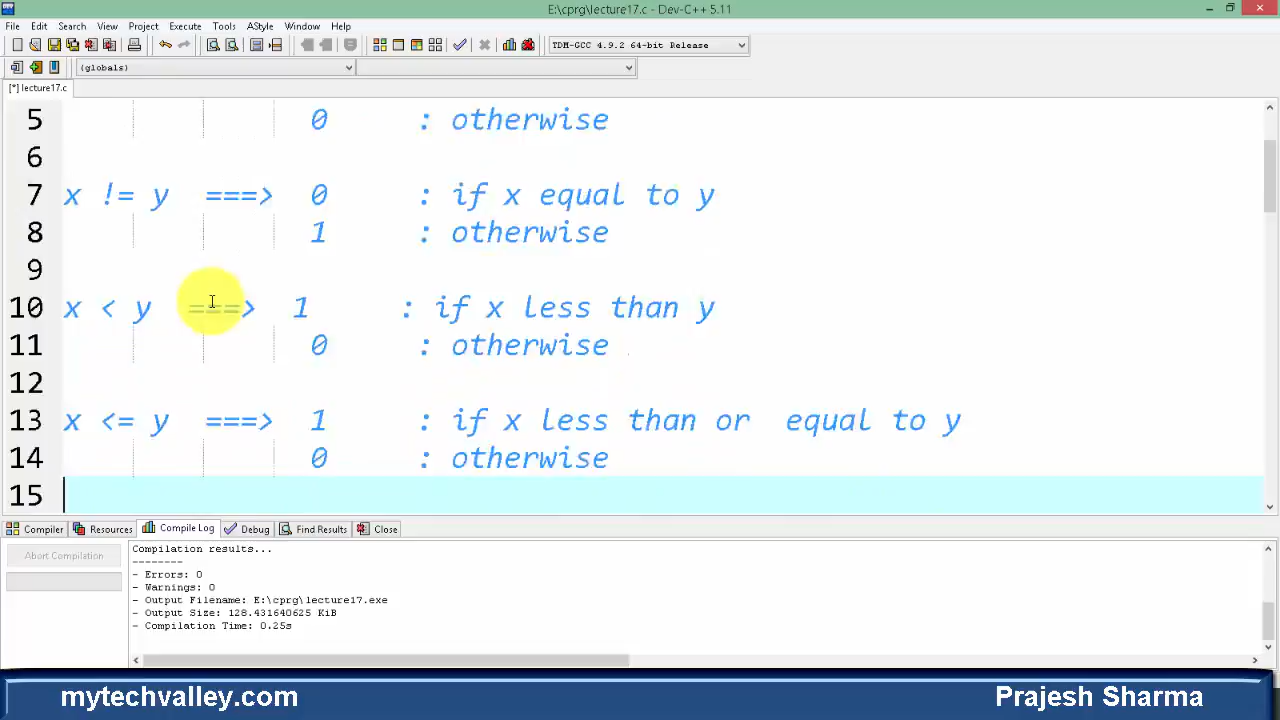 E:\cprg\lecture17.c - Dev-C++ 5.11
File Edit Search View Project Execute Tools AStyle Window Help
TDM-GCC 4.9.2 64-bit Release
(globals)
[*] lecture17.c
5 0 : otherwise
6
7 x != y ===> 0 : if x equal to y
8 1 : otherwise
9
10 x < y ===> 1 : if x less than y
11 0 : otherwise
12
13 x <= y ===> 1 : if x less than or equal to y
14 0 : otherwise
15
Compiler Resources Compile Log Debug Find Results Close
Abort Compilation
Compilation results...
--------
- Errors: 0
- Warnings: 0
- Output Filename: E:\cprg\lecture17.exe
- Output Size: 128.431640625 KiB
- Compilation Time: 0.25s
mytechvalley.com Prajesh Sharma